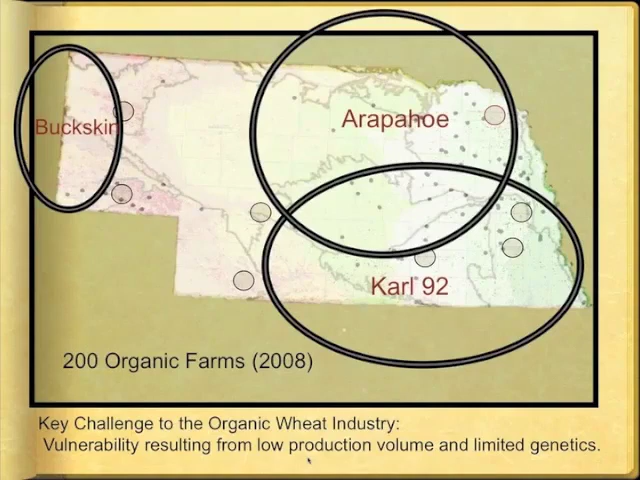 Buckskin
Arapahoe
Karl 92
200 Organic Farms (2008)
Key Challenge to the Organic Wheat Industry:
Vulnerability resulting from low production volume and limited genetics.